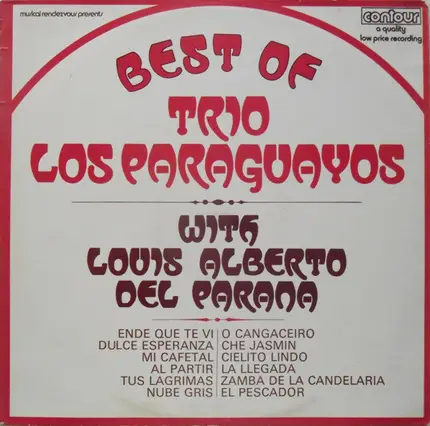 musical rendezvous presents
contour
a quality
low price recording
BEST OF
TRIO
LOS PARAGUAYOS
WITH
LOUIS ALBERTO
DEL PARANA
ENDE QUE TE VI
DULCE ESPERANZA
MI CAFETAL
AL PARTIR
TUS LAGRIMAS
NUBE GRIS
O CANGACEIRO
CHE JASMIN
CIELITO LINDO
LA LLEGADA
ZAMBA DE LA CANDELARIA
EL PESCADOR